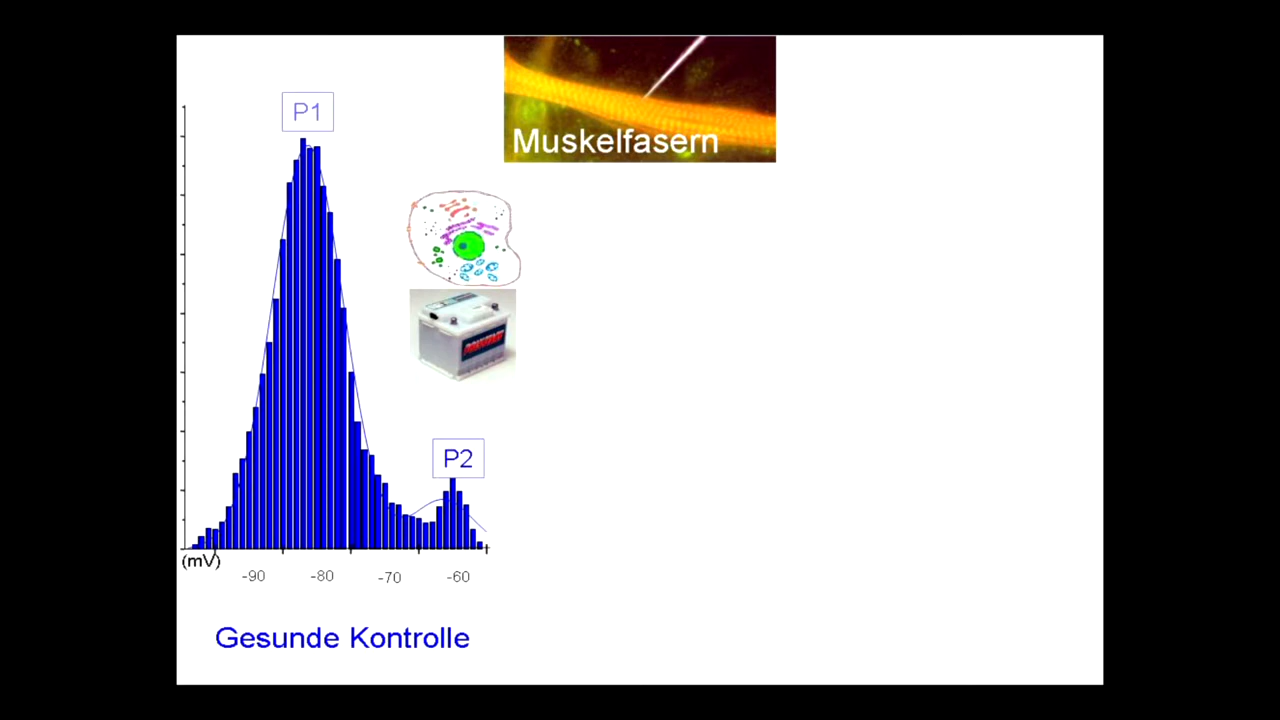 Muskelfasern
P1
P2
(mV)
-90 -80 -70 -60
Gesunde Kontrolle